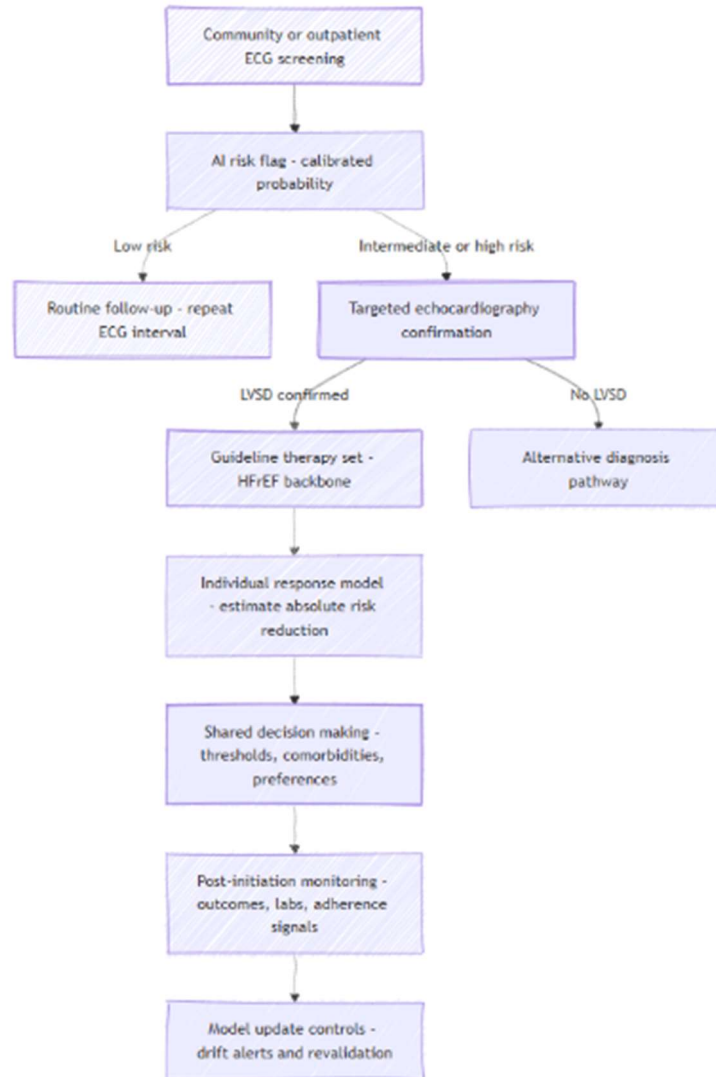 Community or outpatient
ECG screening
AI risk flag - calibrated
probability
Low risk
Intermediate or high risk
Routine follow-up - repeat
ECG interval
Targeted echocardiography
confirmation
LVSD confirmed
No LVSD
Guideline therapy set -
HFrEF backbone
Alternative diagnosis
pathway
Individual response model
- estimate absolute risk
reduction
Shared decision making -
thresholds, comorbidities,
preferences
Post-initiation monitoring -
outcomes, labs, adherence
signals
Model update controls -
drift alerts and revalidation